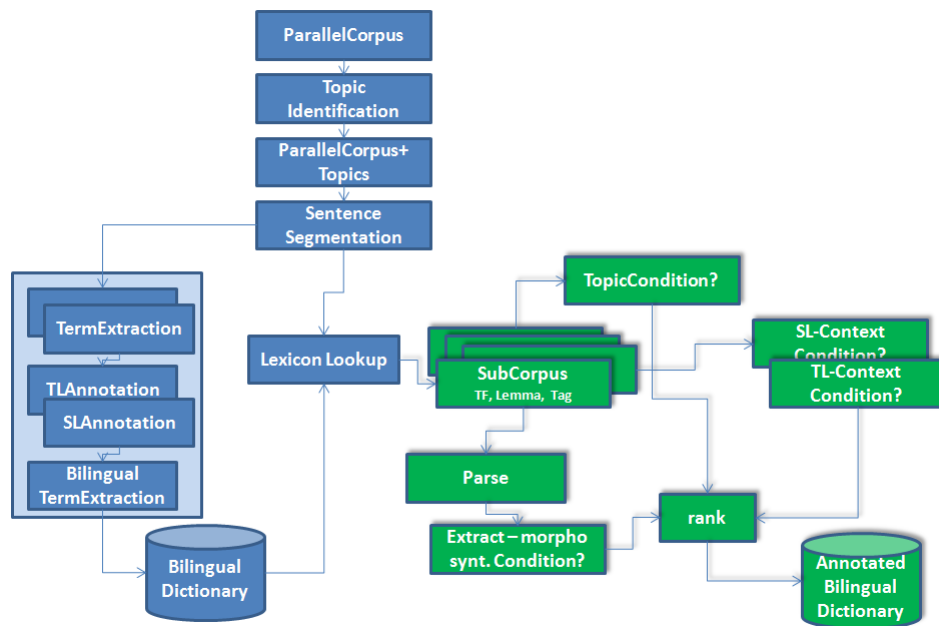 ParallelCorpus
Topic
Identification
ParallelCorpus+
Topics
Sentence
Segmentation
TermExtraction
TLAnnotation
SLAnnotation
Bilingual
TermExtraction
Bilingual
Dictionary
Lexicon Lookup
TopicCondition?
SubCorpus
TF, Lemma, Tag
SL-Context
Condition?
TL-Context
Condition?
Parse
Extract – morpho
synt. Condition?
rank
Annotated
Bilingual
Dictionary